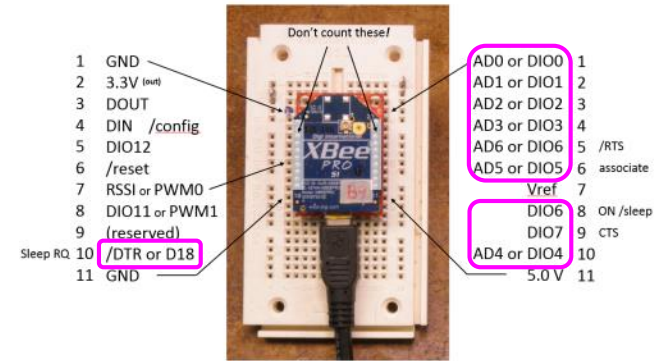 Don't count these!
1 GND
2 3.3V (out)
3 DOUT
4 DIN /config
5 DIO12
6 /reset
7 RSSI or PWM0
8 DIO11 or PWM1
9 (reserved)
Sleep RQ 10 /DTR or D18
11 GND
XBee
PRO
S1
AD0 or DIO0 1
AD1 or DIO1 2
AD2 or DIO2 3
AD3 or DIO3 4
AD6 or DIO6 5 /RTS
AD5 or DIO5 6 associate
Vref 7
DIO6 8 ON /sleep
DIO7 9 CTS
AD4 or DIO4 10
5.0 V 11